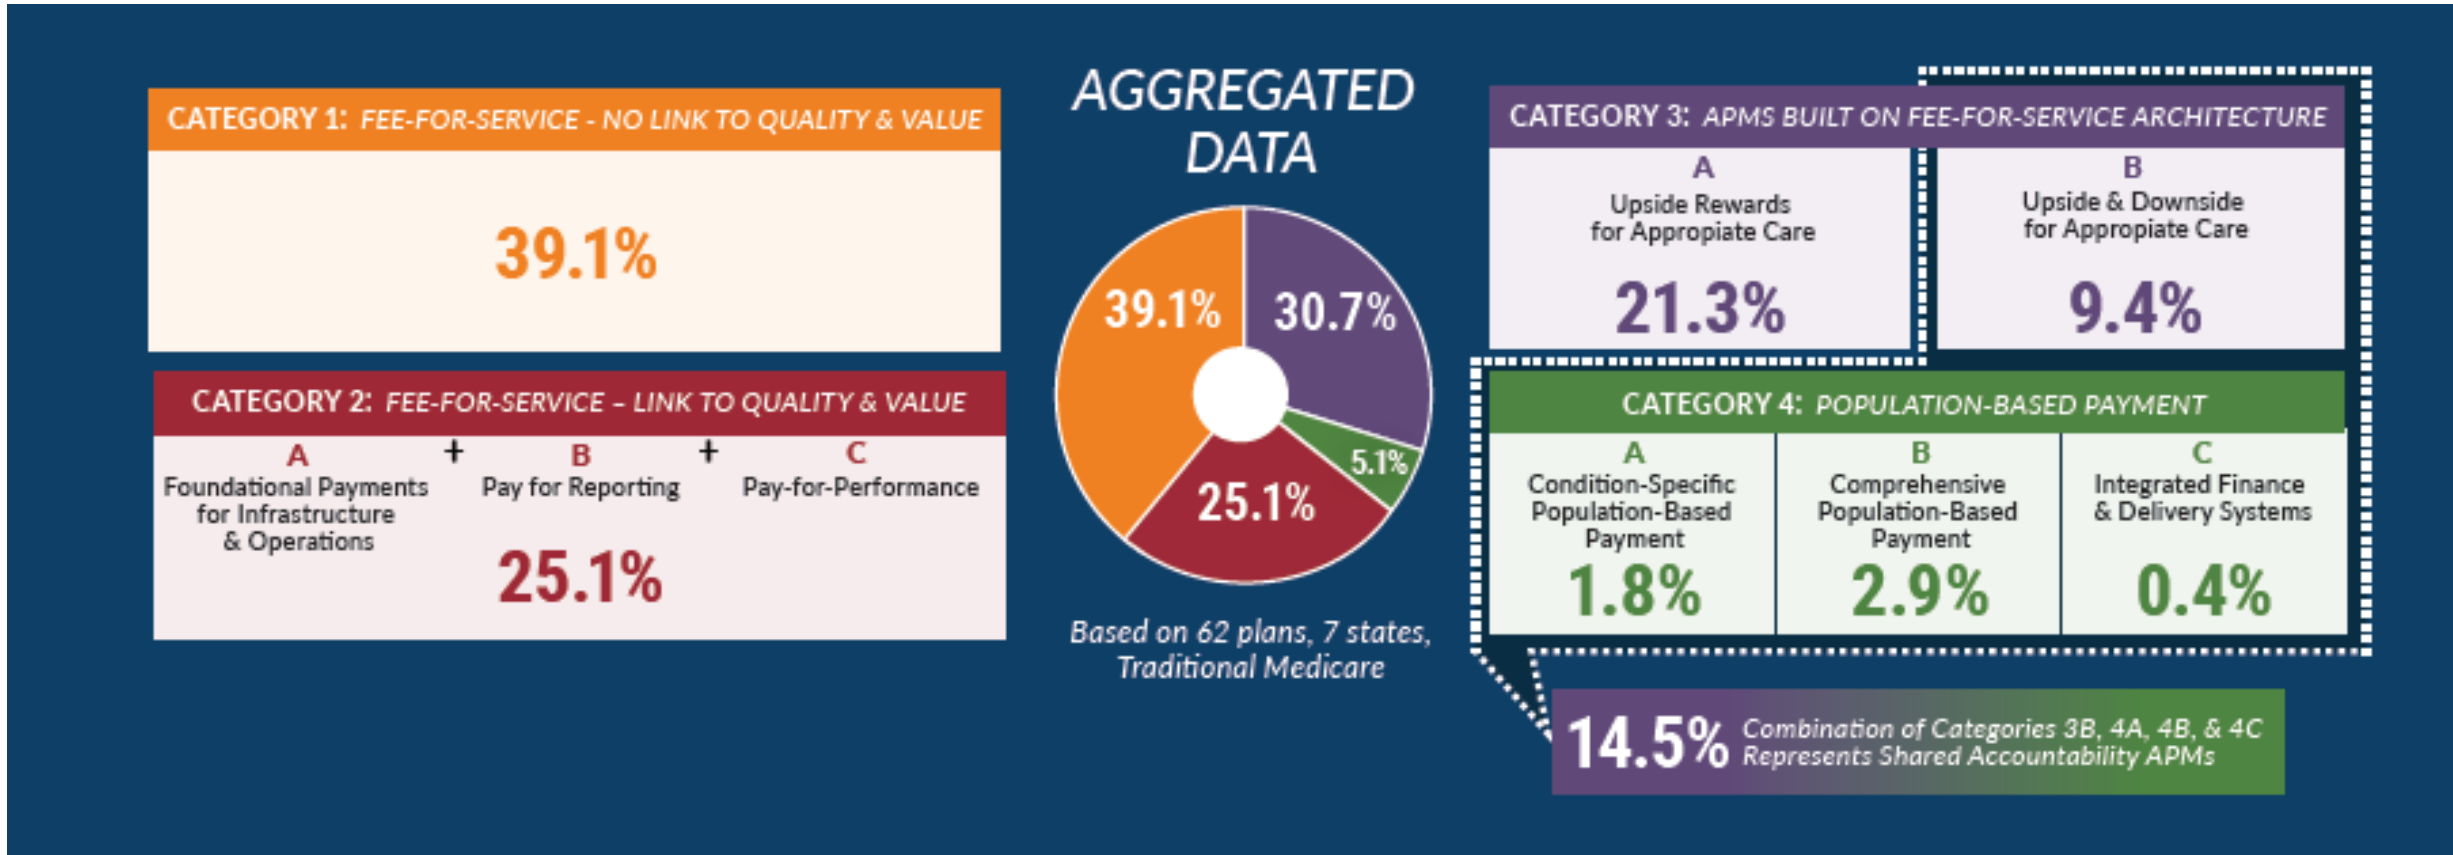 CATEGORY 1: FEE-FOR-SERVICE - NO LINK TO QUALITY & VALUE
39.1%
CATEGORY 2: FEE-FOR-SERVICE – LINK TO QUALITY & VALUE
A
Foundational Payments
for Infrastructure
& Operations
+
B
Pay for Reporting
+
C
Pay-for-Performance
25.1%
AGGREGATED
DATA
39.1%
30.7%
5.1%
25.1%
Based on 62 plans, 7 states,
Traditional Medicare
CATEGORY 3: APMS BUILT ON FEE-FOR-SERVICE ARCHITECTURE
A
Upside Rewards
for Appropiate Care
21.3%
B
Upside & Downside
for Appropiate Care
9.4%
CATEGORY 4: POPULATION-BASED PAYMENT
A
Condition-Specific
Population-Based
Payment
1.8%
B
Comprehensive
Population-Based
Payment
2.9%
C
Integrated Finance
& Delivery Systems
0.4%
14.5%
Combination of Categories 3B, 4A, 4B, & 4C
Represents Shared Accountability APMs